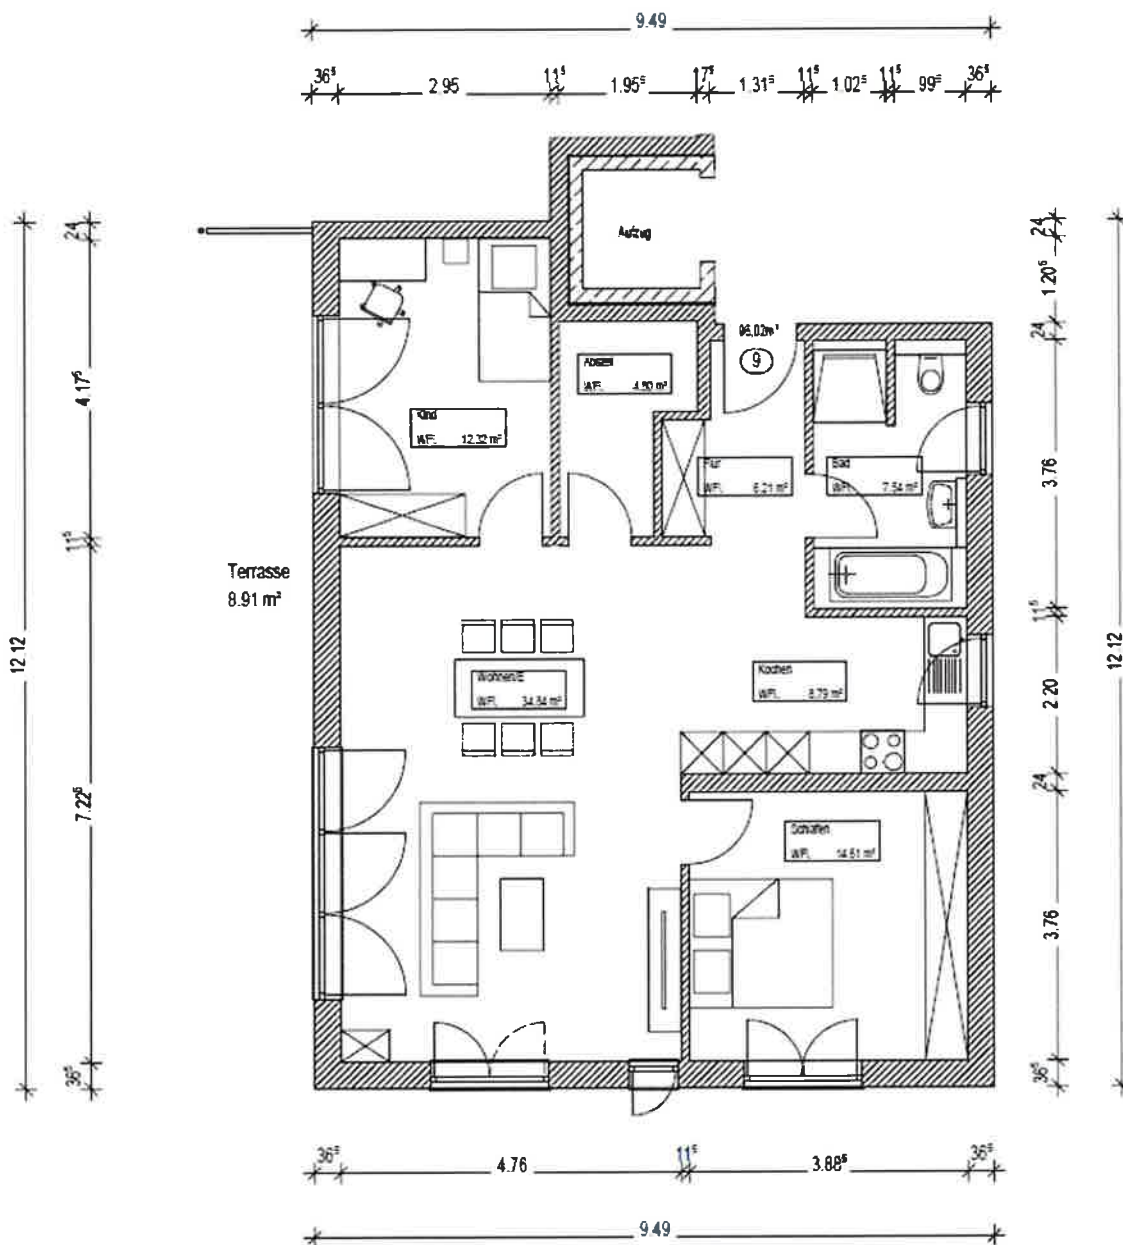 9.49
36⁵ 2.95 11⁵ 1.95⁵ 17⁵ 1.31⁵ 11⁵ 1.02⁵ 11⁵ 99⁵ 36⁵
Aufzug
24
24
1.20⁵
24
4.17⁵
96,02m²
9
Abstell
WFL. 4.80 m²
Kind
WFL. 12.32 m²
Flur
WFL. 6.21 m²
Bad
WFL. 7.54 m²
3.76
11⁵
Terrasse
8.91 m²
11⁵
12.12
12.12
Wohnen/E
WFL. 34.84 m²
Kochen
WFL. 8.79 m²
2.20
24
7.22⁵
Schlafen
WFL. 14.61 m²
3.76
36⁵
36⁵
36⁵ 4.76 11⁵ 3.88⁵ 36⁵
9.49